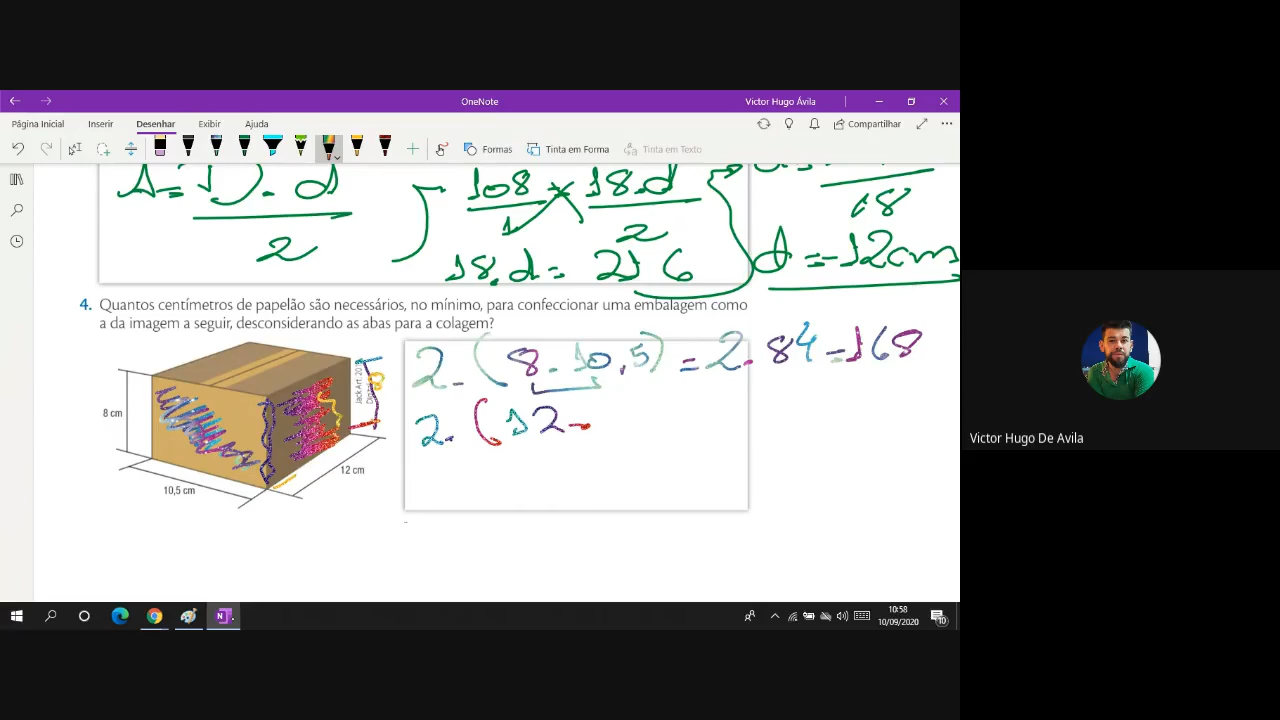 OneNote
Victor Hugo Ávila
Página Inicial Inserir Desenhar Exibir Ajuda
Compartilhar
Formas Tinta em Forma Tinta em Texto
2
108
1
18.d
2
18.d = 216
18
d = 12cm
4. Quantos centímetros de papelão são necessários, no mínimo, para confeccionar uma embalagem como
a da imagem a seguir, desconsiderando as abas para a colagem?
2. (8. 10,5) = 2. 84 = 168
2. (12.
8 cm
8
10,5 cm
12 cm
Victor Hugo De Avila
10:58
10/09/2020
10